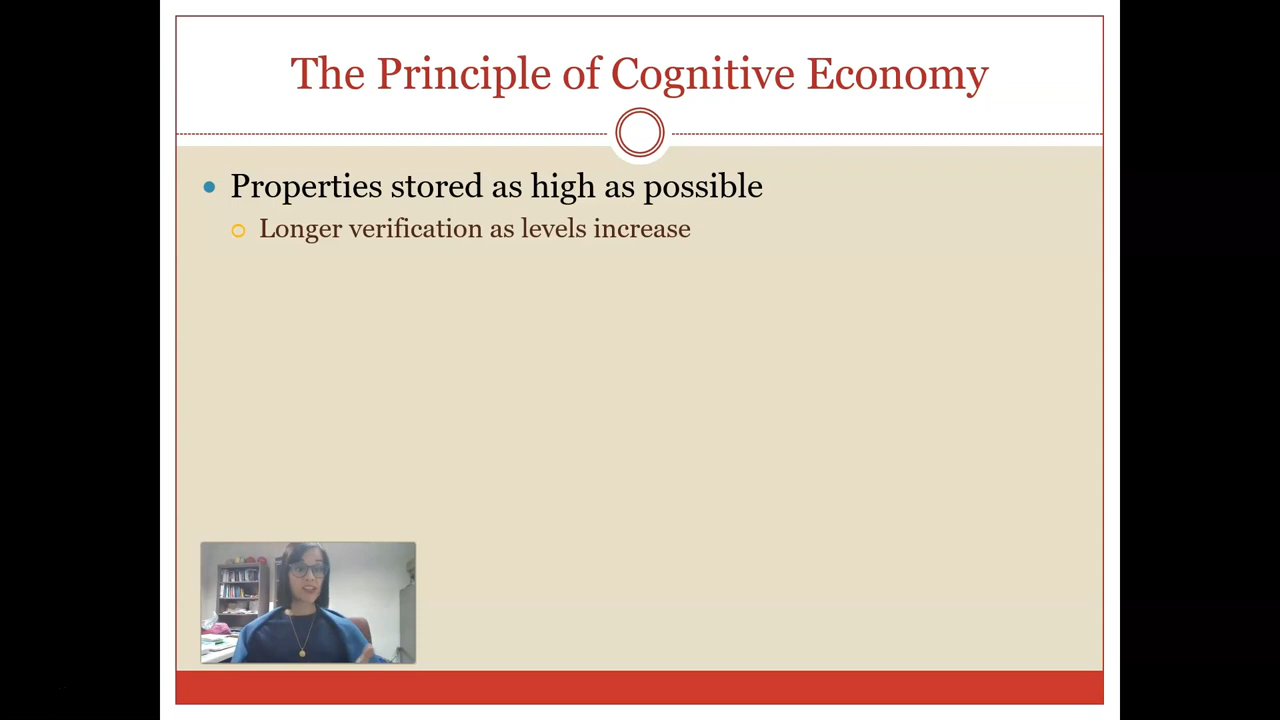 The Principle of Cognitive Economy
Properties stored as high as possible
Longer verification as levels increase